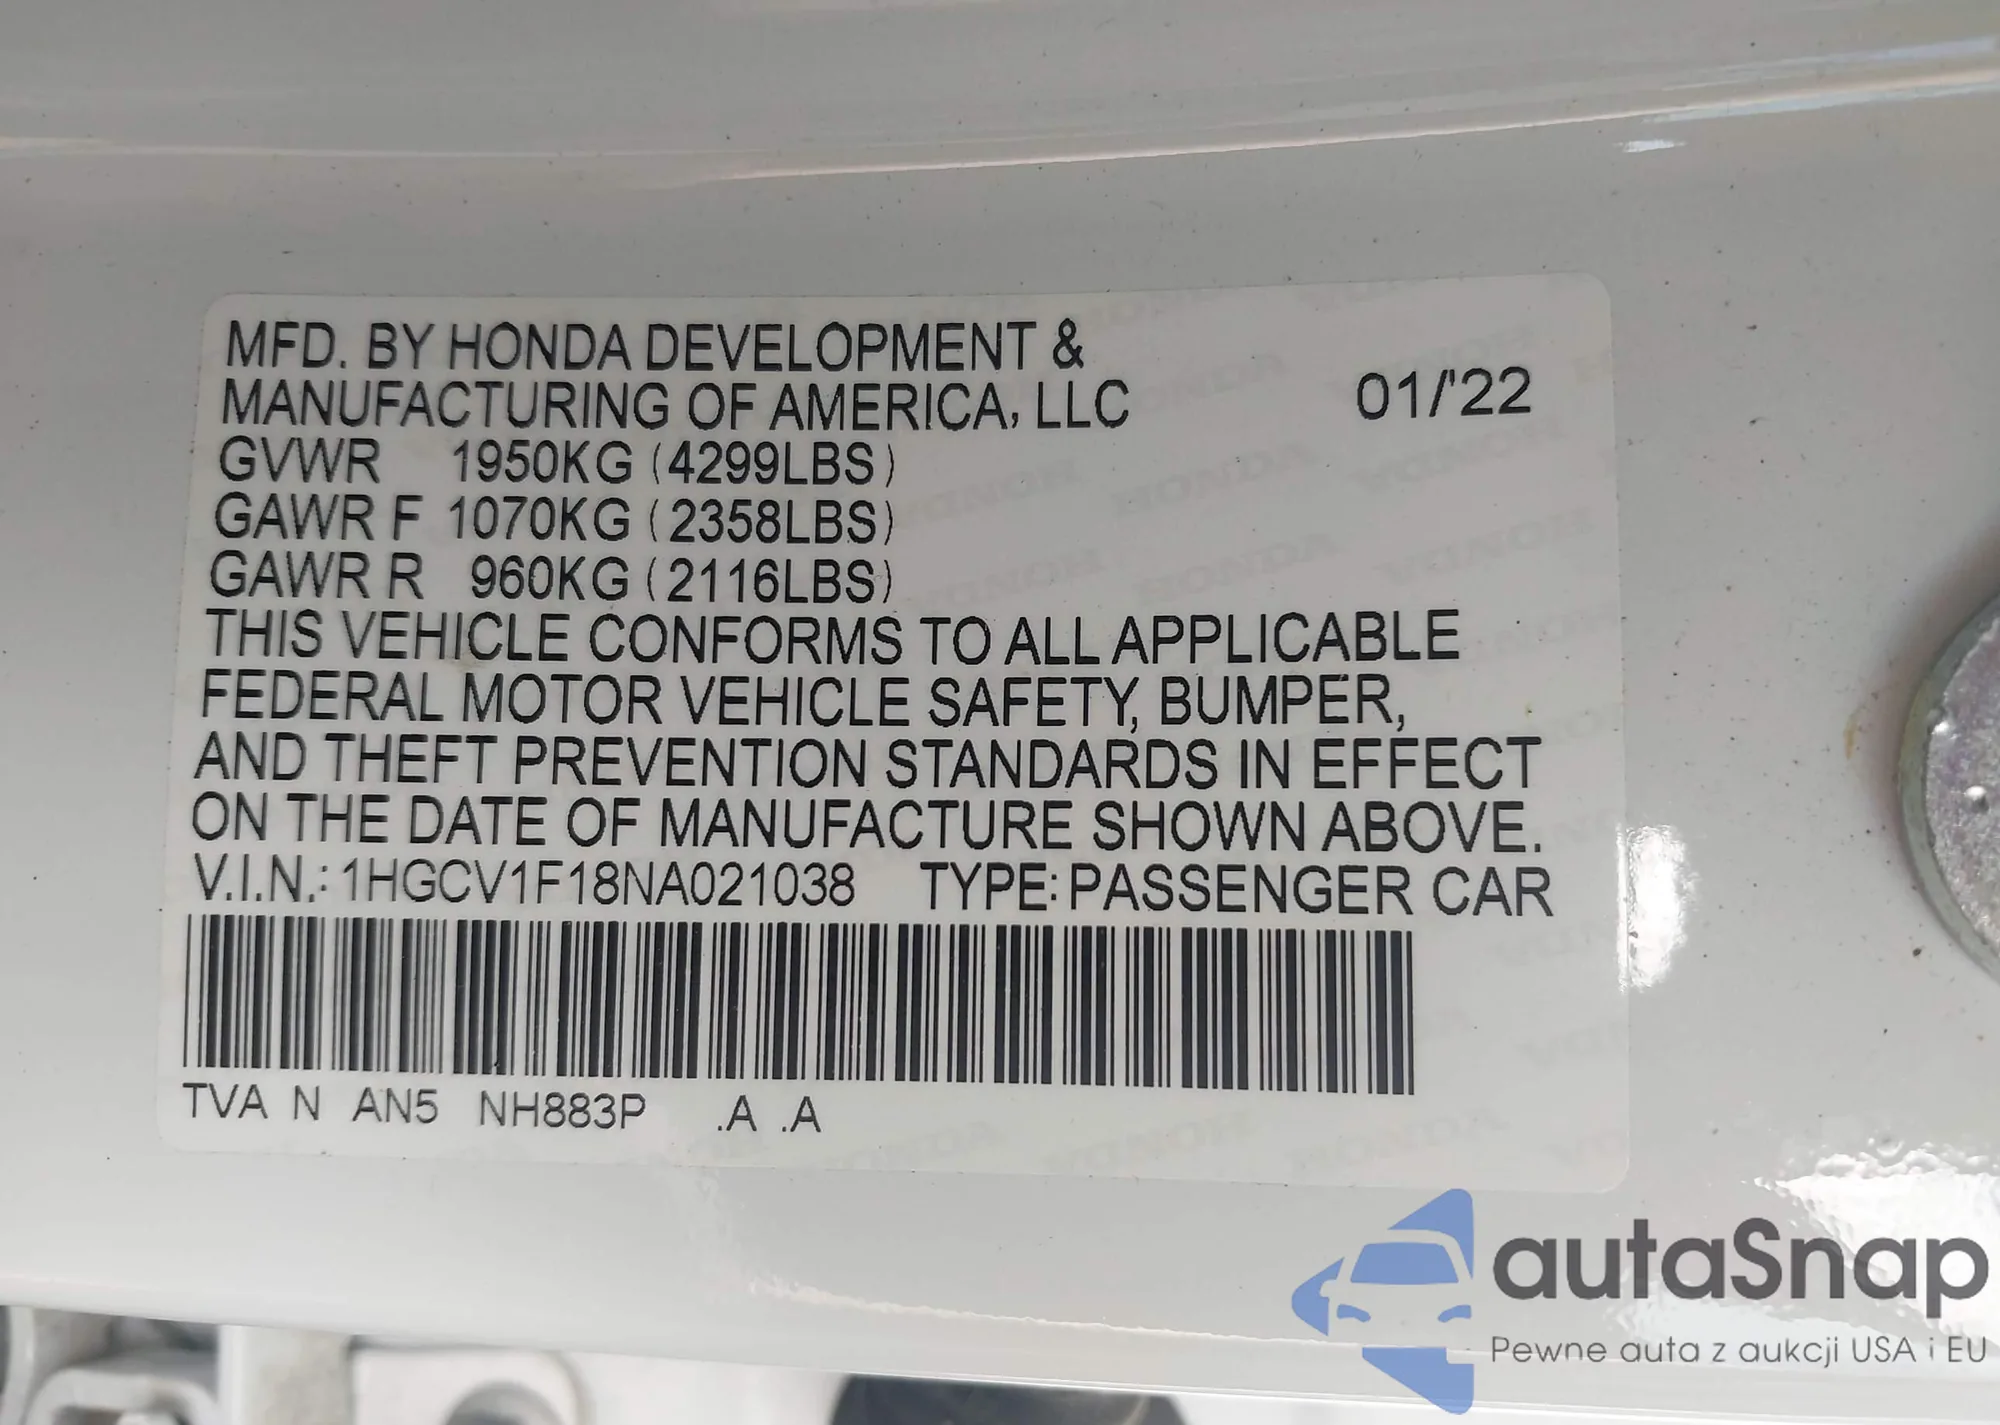 MFD. BY HONDA DEVELOPMENT &
MANUFACTURING OF AMERICA, LLC 01/'22
GVWR 1950KG (4299LBS)
GAWR F 1070KG (2358LBS)
GAWR R 960KG (2116LBS)
THIS VEHICLE CONFORMS TO ALL APPLICABLE
FEDERAL MOTOR VEHICLE SAFETY, BUMPER,
AND THEFT PREVENTION STANDARDS IN EFFECT
ON THE DATE OF MANUFACTURE SHOWN ABOVE.
V.I.N.: 1HGCV1F18NA021038 TYPE: PASSENGER CAR
TVA N AN5 NH883P .A .A
autaSnap
Pewne auta z aukcji USA i EU